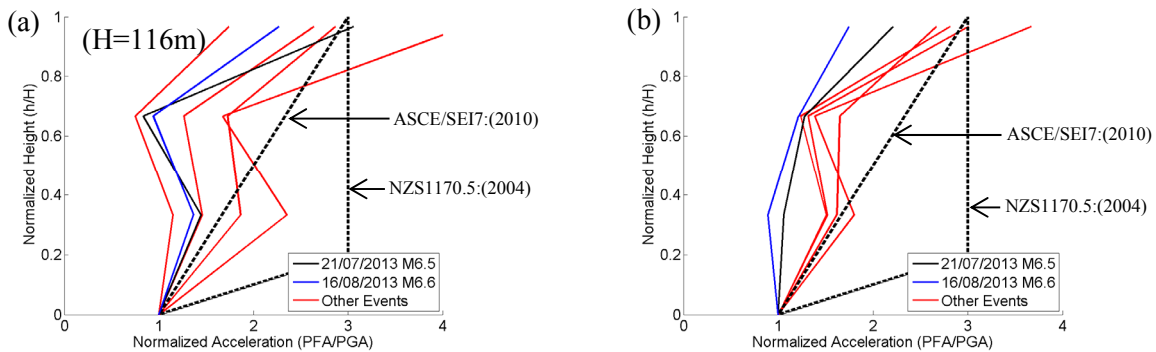 (a)
(H=116m)
Normalized Height (h/H)
1
0.8
0.6
0.4
0.2
0
ASCE/SEI7:(2010)
NZS1170.5:(2004)
21/07/2013 M6.5
16/08/2013 M6.6
Other Events
0 1 2 3 4
Normalized Acceleration (PFA/PGA)
(b)
Normalized Height (h/H)
1
0.8
0.6
0.4
0.2
0
ASCE/SEI7:(2010)
NZS1170.5:(2004)
21/07/2013 M6.5
16/08/2013 M6.6
Other Events
0 1 2 3 4
Normalized Acceleration (PFA/PGA)